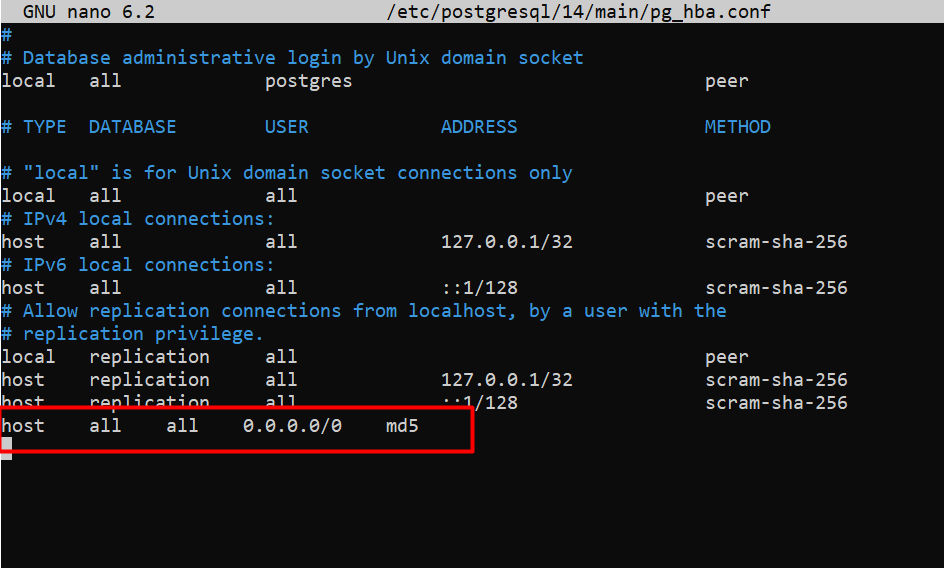 GNU nano 6.2 /etc/postgresql/14/main/pg_hba.conf
#
# Database administrative login by Unix domain socket
local all postgres peer
# TYPE DATABASE USER ADDRESS METHOD
# "local" is for Unix domain socket connections only
local all all peer
# IPv4 local connections:
host all all 127.0.0.1/32 scram-sha-256
# IPv6 local connections:
host all all ::1/128 scram-sha-256
# Allow replication connections from localhost, by a user with the
# replication privilege.
local replication all peer
host replication all 127.0.0.1/32 scram-sha-256
host replication all ::1/128 scram-sha-256
host all all 0.0.0.0/0 md5